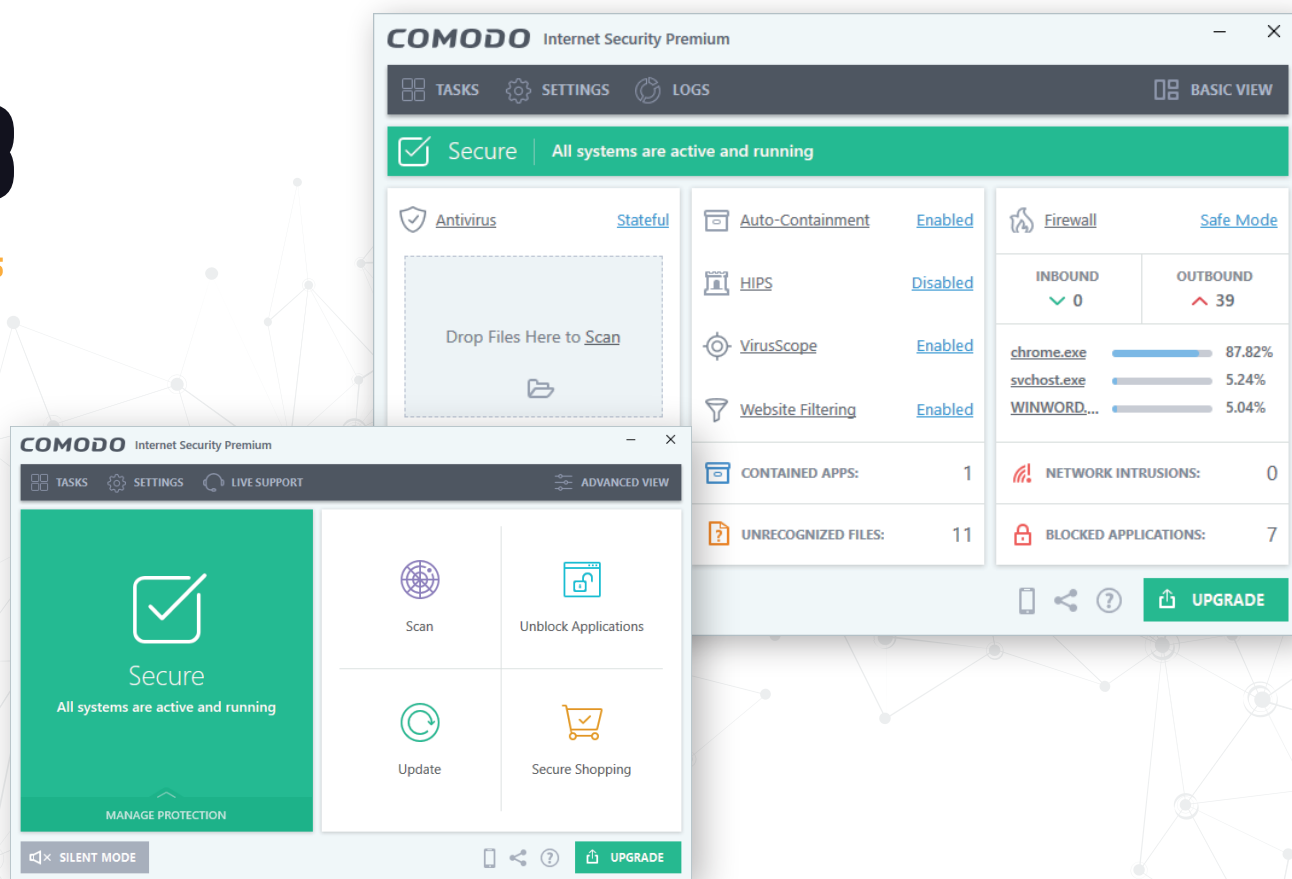 COMODO Internet Security Premium
TASKS SETTINGS LOGS BASIC VIEW
Secure All systems are active and running
Antivirus Stateful
Drop Files Here to Scan
Auto-Containment Enabled
HIPS Disabled
VirusScope Enabled
Website Filtering Enabled
CONTAINED APPS: 1
UNRECOGNIZED FILES: 11
Firewall Safe Mode
INBOUND OUTBOUND
0 39
chrome.exe 87.82%
svchost.exe 5.24%
WINWORD.... 5.04%
NETWORK INTRUSIONS: 0
BLOCKED APPLICATIONS: 7
UPGRADE
COMODO Internet Security Premium
TASKS SETTINGS LIVE SUPPORT ADVANCED VIEW
Secure
All systems are active and running
MANAGE PROTECTION
Scan Unblock Applications
Update Secure Shopping
SILENT MODE UPGRADE